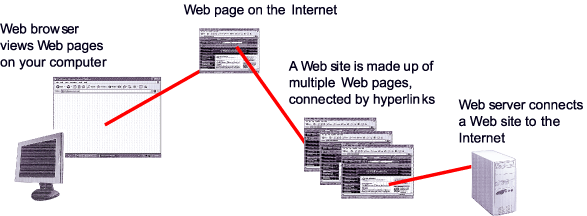 Web browser
views Web pages
on your computer
Web page on the Internet
A Web site is made up of
multiple Web pages,
connected by hyperlinks
Web server connects
a Web site to the
Internet